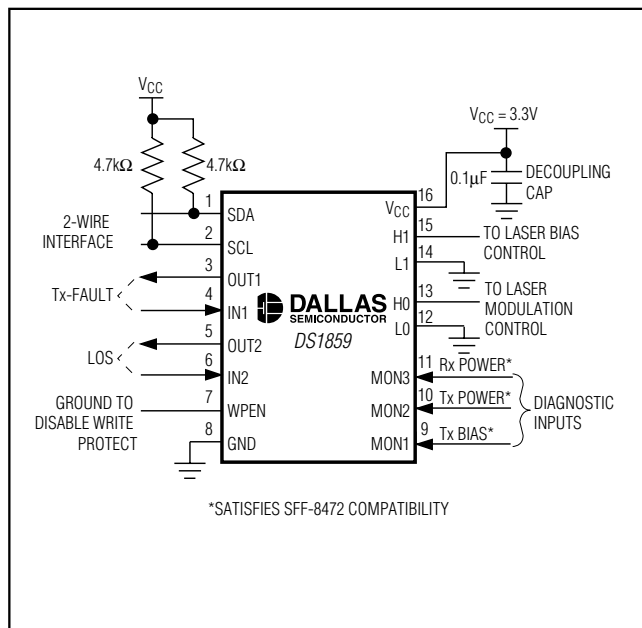 VCC
VCC = 3.3V
4.7kΩ
4.7kΩ
0.1μF
DECOUPLING
CAP
2-WIRE
INTERFACE
1
SDA
2
SCL
Tx-FAULT
3
OUT1
4
IN1
LOS
5
OUT2
6
IN2
GROUND TO
DISABLE WRITE
PROTECT
7
WPEN
8
GND
DALLAS
SEMICONDUCTOR
DS1859
16
VCC
15
H1
TO LASER BIAS
CONTROL
14
L1
13
H0
TO LASER
MODULATION
CONTROL
12
L0
11
MON3
Rx POWER*
10
MON2
Tx POWER*
9
MON1
Tx BIAS*
DIAGNOSTIC
INPUTS
*SATISFIES SFF-8472 COMPATIBILITY